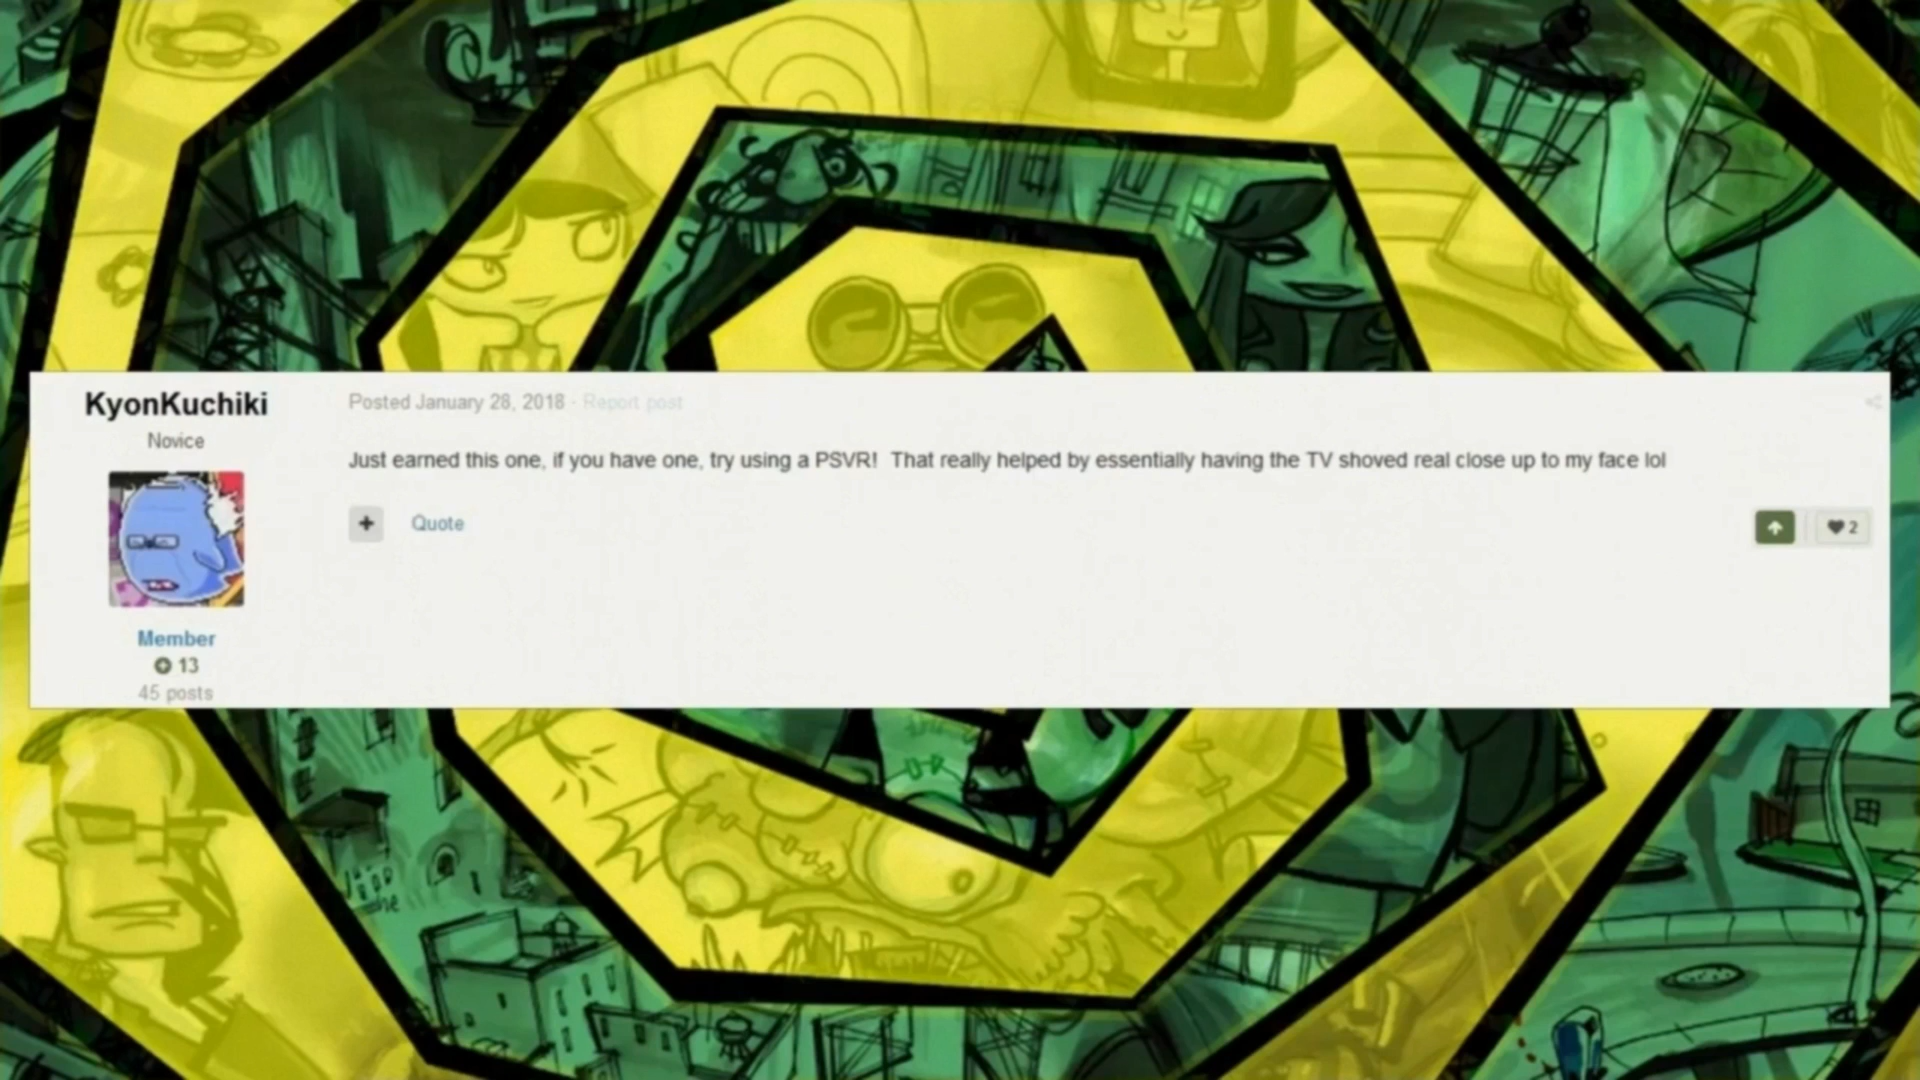 KyonKuchiki
Novice
Member
13
45 posts
Posted January 28, 2018 · Report post
Just earned this one, if you have one, try using a PSVR!  That really helped by essentially having the TV shoved real close up to my face lol
+ Quote
2